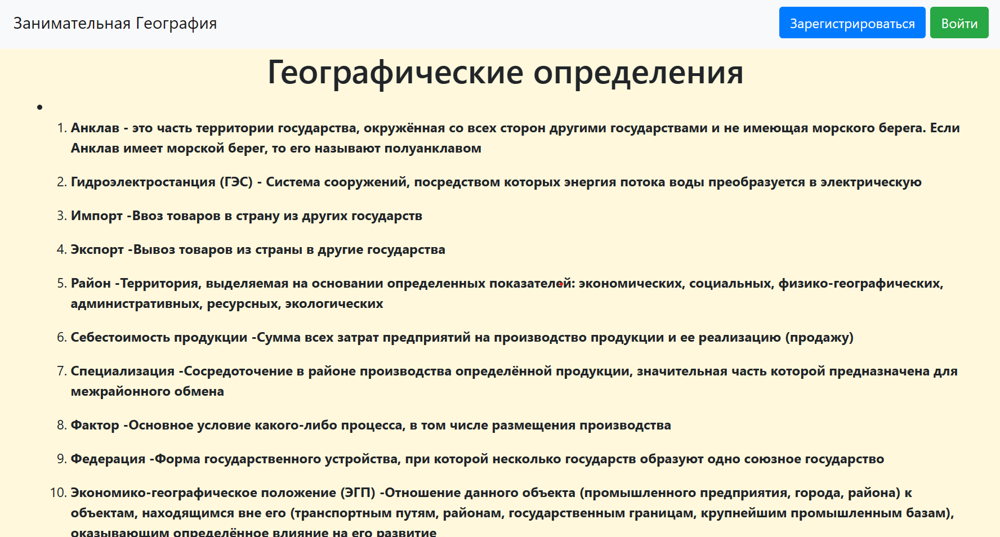 Занимательная География
Зарегистрироваться
Войти
Географические определения
1. Анклав - это часть территории государства, окружённая со всех сторон другими государствами и не имеющая морского берега. Если
Анклав имеет морской берег, то его называют полуанклавом
2. Гидроэлектростанция (ГЭС) - Система сооружений, посредством которых энергия потока воды преобразуется в электрическую
3. Импорт -Ввоз товаров в страну из других государств
4. Экспорт -Вывоз товаров из страны в другие государства
5. Район -Территория, выделяемая на основании определенных показателей: экономических, социальных, физико-географических,
административных, ресурсных, экологических
6. Себестоимость продукции -Сумма всех затрат предприятий на производство продукции и ее реализацию (продажу)
7. Специализация -Сосредоточение в районе производства определённой продукции, значительная часть которой предназначена для
межрайонного обмена
8. Фактор -Основное условие какого-либо процесса, в том числе размещения производства
9. Федерация -Форма государственного устройства, при которой несколько государств образуют одно союзное государство
10. Экономико-географическое положение (ЭГП) -Отношение данного объекта (промышленного предприятия, города, района) к
объектам, находящимся вне его (транспортным путям, районам, государственным границам, крупнейшим промышленным базам),
оказывающим определённое влияние на его развитие